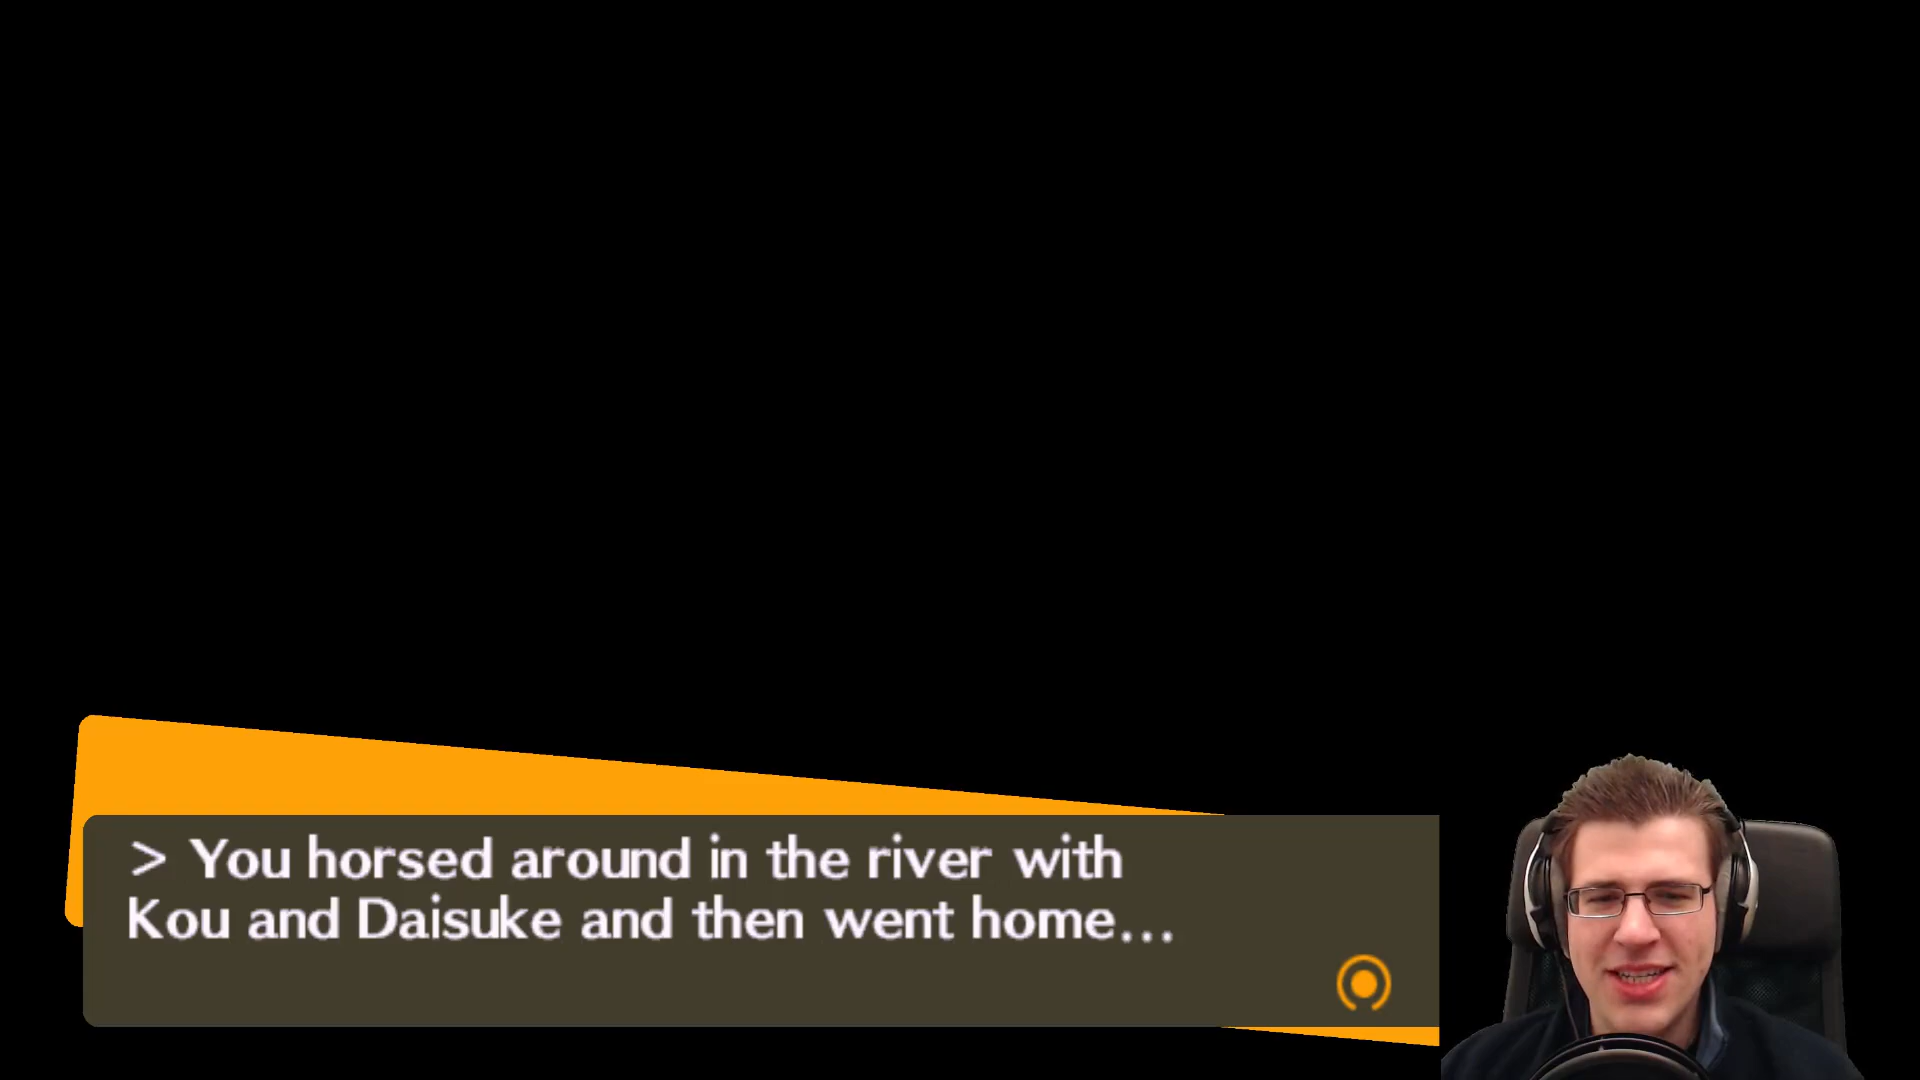 > You horsed around in the river with
Kou and Daisuke and then went home...